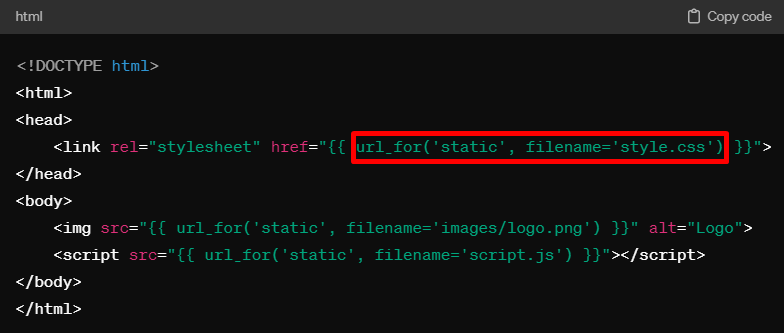 html Copy code
<!DOCTYPE html>
<html>
<head>
    <link rel="stylesheet" href="{{ url_for('static', filename='style.css') }}">
</head>
<body>
    <img src="{{ url_for('static', filename='images/logo.png') }}" alt="Logo">
    <script src="{{ url_for('static', filename='script.js') }}"></script>
</body>
</html>